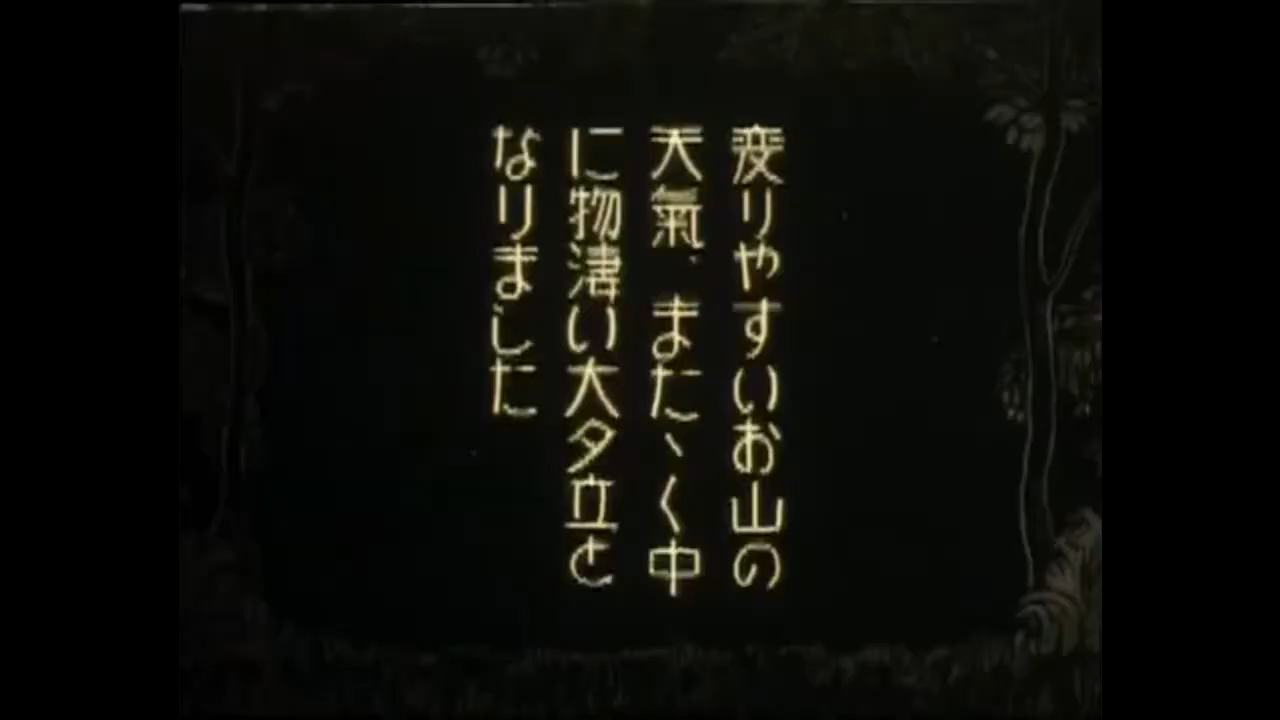 変りやすいお山の
天氣、またゝく中
に物凄い大夕立と
なりました